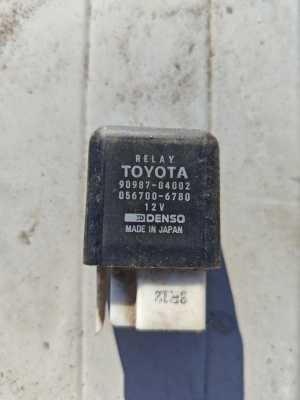 RELAY
TOYOTA
90987-04002
056700-6780
12V
DENSO
MADE IN JAPAN